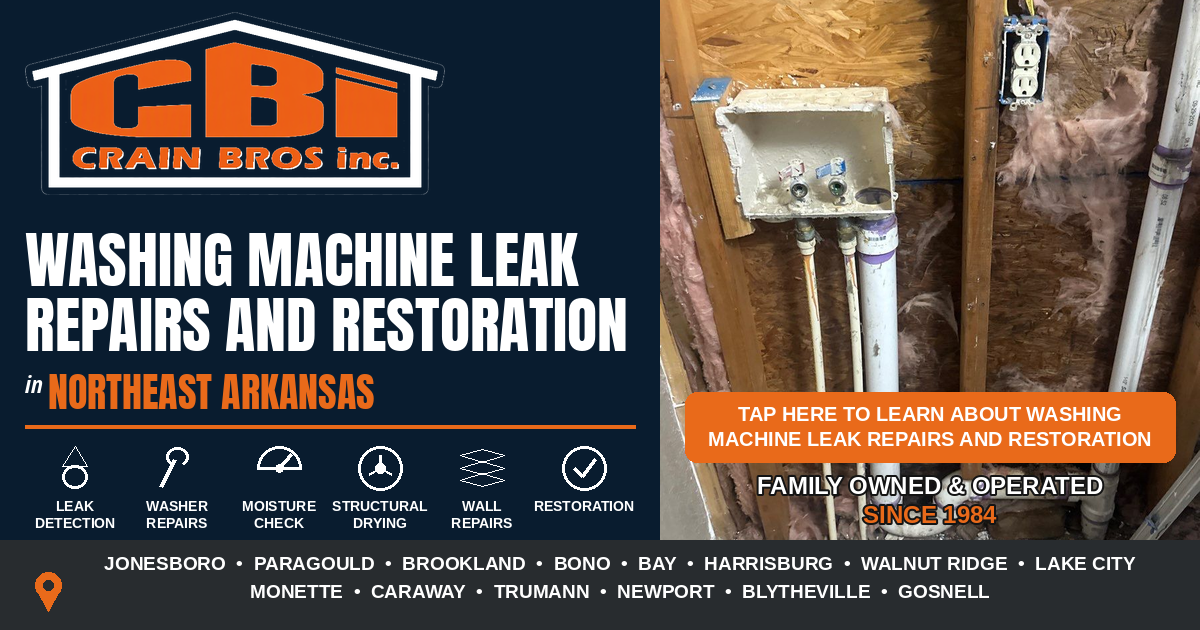 CBi
CRAIN BROS inc.
WASHING MACHINE LEAK
REPAIRS AND RESTORATION
in NORTHEAST ARKANSAS
LEAK
DETECTION
WASHER
REPAIRS
MOISTURE
CHECK
STRUCTURAL
DRYING
WALL
REPAIRS
RESTORATION
TAP HERE TO LEARN ABOUT WASHING
MACHINE LEAK REPAIRS AND RESTORATION
FAMILY OWNED & OPERATED
SINCE 1984
JONESBORO • PARAGOULD • BROOKLAND • BONO • BAY • HARRISBURG • WALNUT RIDGE • LAKE CITY
MONETTE • CARAWAY • TRUMANN • NEWPORT • BLYTHEVILLE • GOSNELL